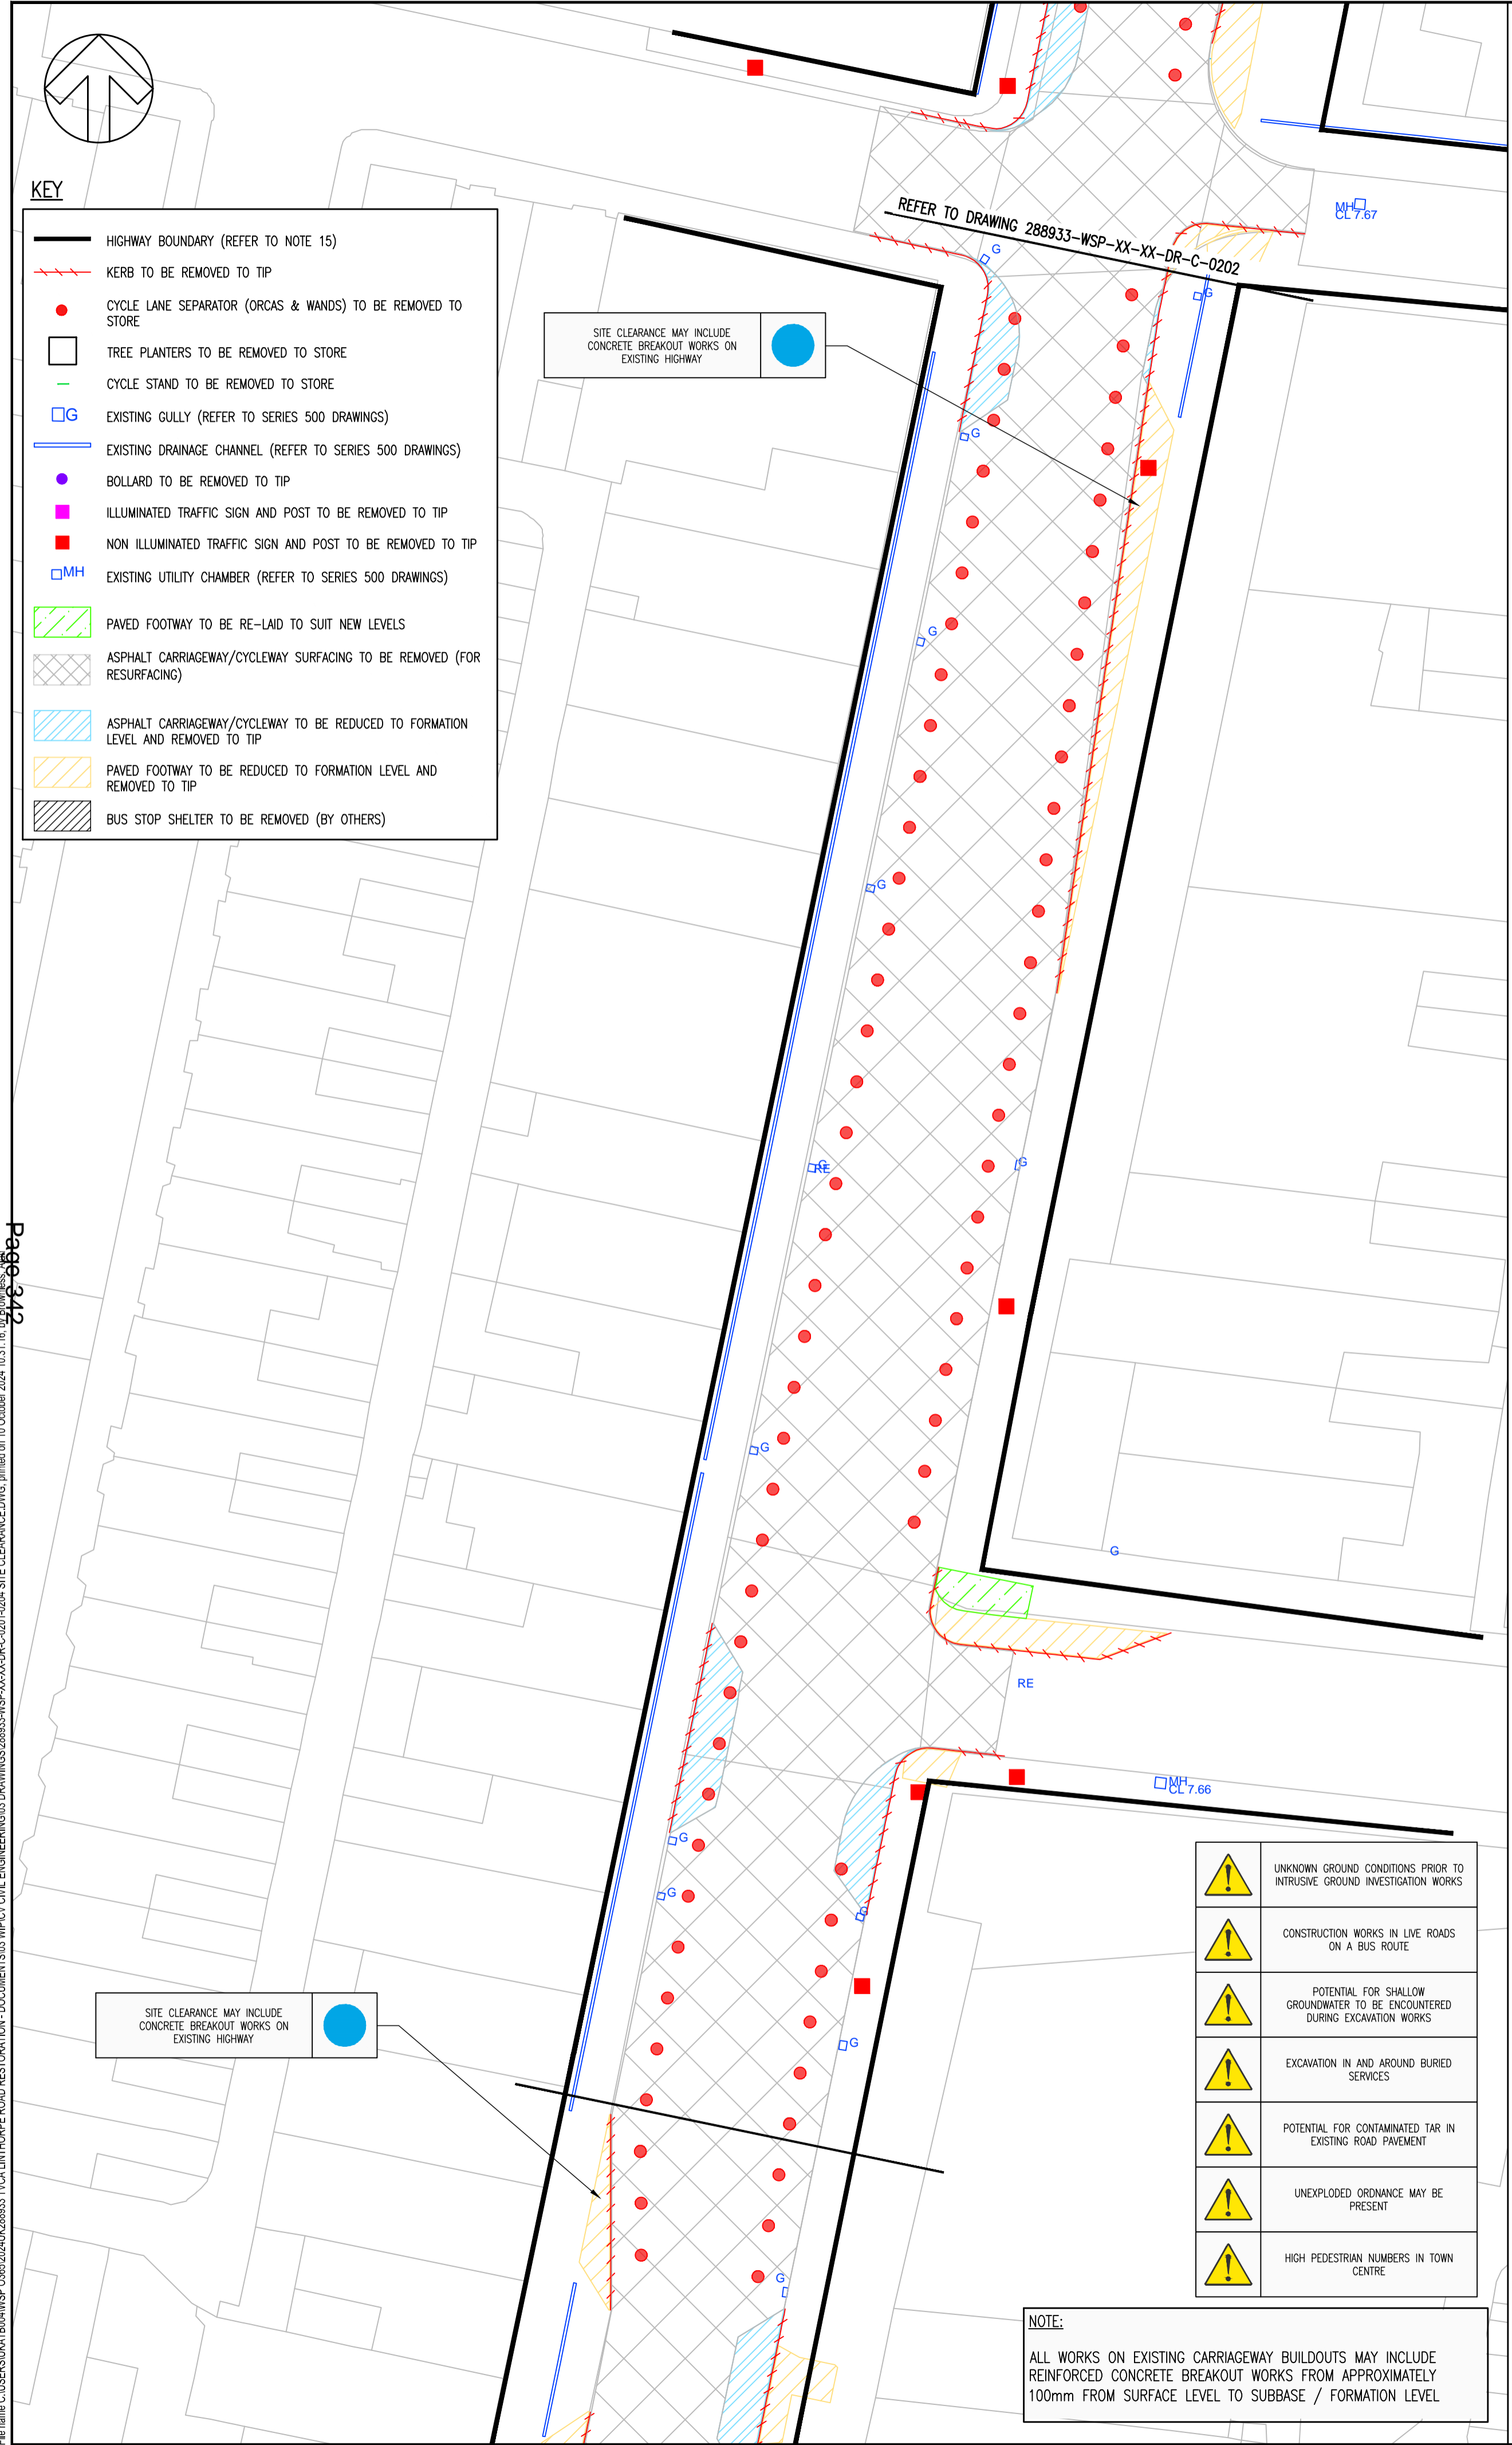 KEY
HIGHWAY BOUNDARY (REFER TO NOTE 15)
KERB TO BE REMOVED TO TIP
CYCLE LANE SEPARATOR (ORCAS & WANDS) TO BE REMOVED TO
STORE
TREE PLANTERS TO BE REMOVED TO STORE
CYCLE STAND TO BE REMOVED TO STORE
G
EXISTING GULLY (REFER TO SERIES 500 DRAWINGS)
EXISTING DRAINAGE CHANNEL (REFER TO SERIES 500 DRAWINGS)
BOLLARD TO BE REMOVED TO TIP
ILLUMINATED TRAFFIC SIGN AND POST TO BE REMOVED TO TIP
NON ILLUMINATED TRAFFIC SIGN AND POST TO BE REMOVED TO TIP
MH
EXISTING UTILITY CHAMBER (REFER TO SERIES 500 DRAWINGS)
PAVED FOOTWAY TO BE RE-LAID TO SUIT NEW LEVELS
ASPHALT CARRIAGEWAY/CYCLEWAY SURFACING TO BE REMOVED (FOR
RESURFACING)
ASPHALT CARRIAGEWAY/CYCLEWAY TO BE REDUCED TO FORMATION
LEVEL AND REMOVED TO TIP
PAVED FOOTWAY TO BE REDUCED TO FORMATION LEVEL AND
REMOVED TO TIP
BUS STOP SHELTER TO BE REMOVED (BY OTHERS)
MH
CL 7.67
REFER TO DRAWING 288933-WSP-XX-XX-DR-C-0202
G
G
SITE CLEARANCE MAY INCLUDE
CONCRETE BREAKOUT WORKS ON
EXISTING HIGHWAY
G
G
G
G
RE
G
G
G
RE
MH
CL 7.66
G
G
G
G
SITE CLEARANCE MAY INCLUDE
CONCRETE BREAKOUT WORKS ON
EXISTING HIGHWAY
G
UNKNOWN GROUND CONDITIONS PRIOR TO
INTRUSIVE GROUND INVESTIGATION WORKS
CONSTRUCTION WORKS IN LIVE ROADS
ON A BUS ROUTE
POTENTIAL FOR SHALLOW
GROUNDWATER TO BE ENCOUNTERED
DURING EXCAVATION WORKS
EXCAVATION IN AND AROUND BURIED
SERVICES
POTENTIAL FOR CONTAMINATED TAR IN
EXISTING ROAD PAVEMENT
UNEXPLODED ORDNANCE MAY BE
PRESENT
HIGH PEDESTRIAN NUMBERS IN TOWN
CENTRE
NOTE:
ALL WORKS ON EXISTING CARRIAGEWAY BUILDOUTS MAY INCLUDE
REINFORCED CONCRETE BREAKOUT WORKS FROM APPROXIMATELY
100mm FROM SURFACE LEVEL TO SUBBASE / FORMATION LEVEL
Page 342